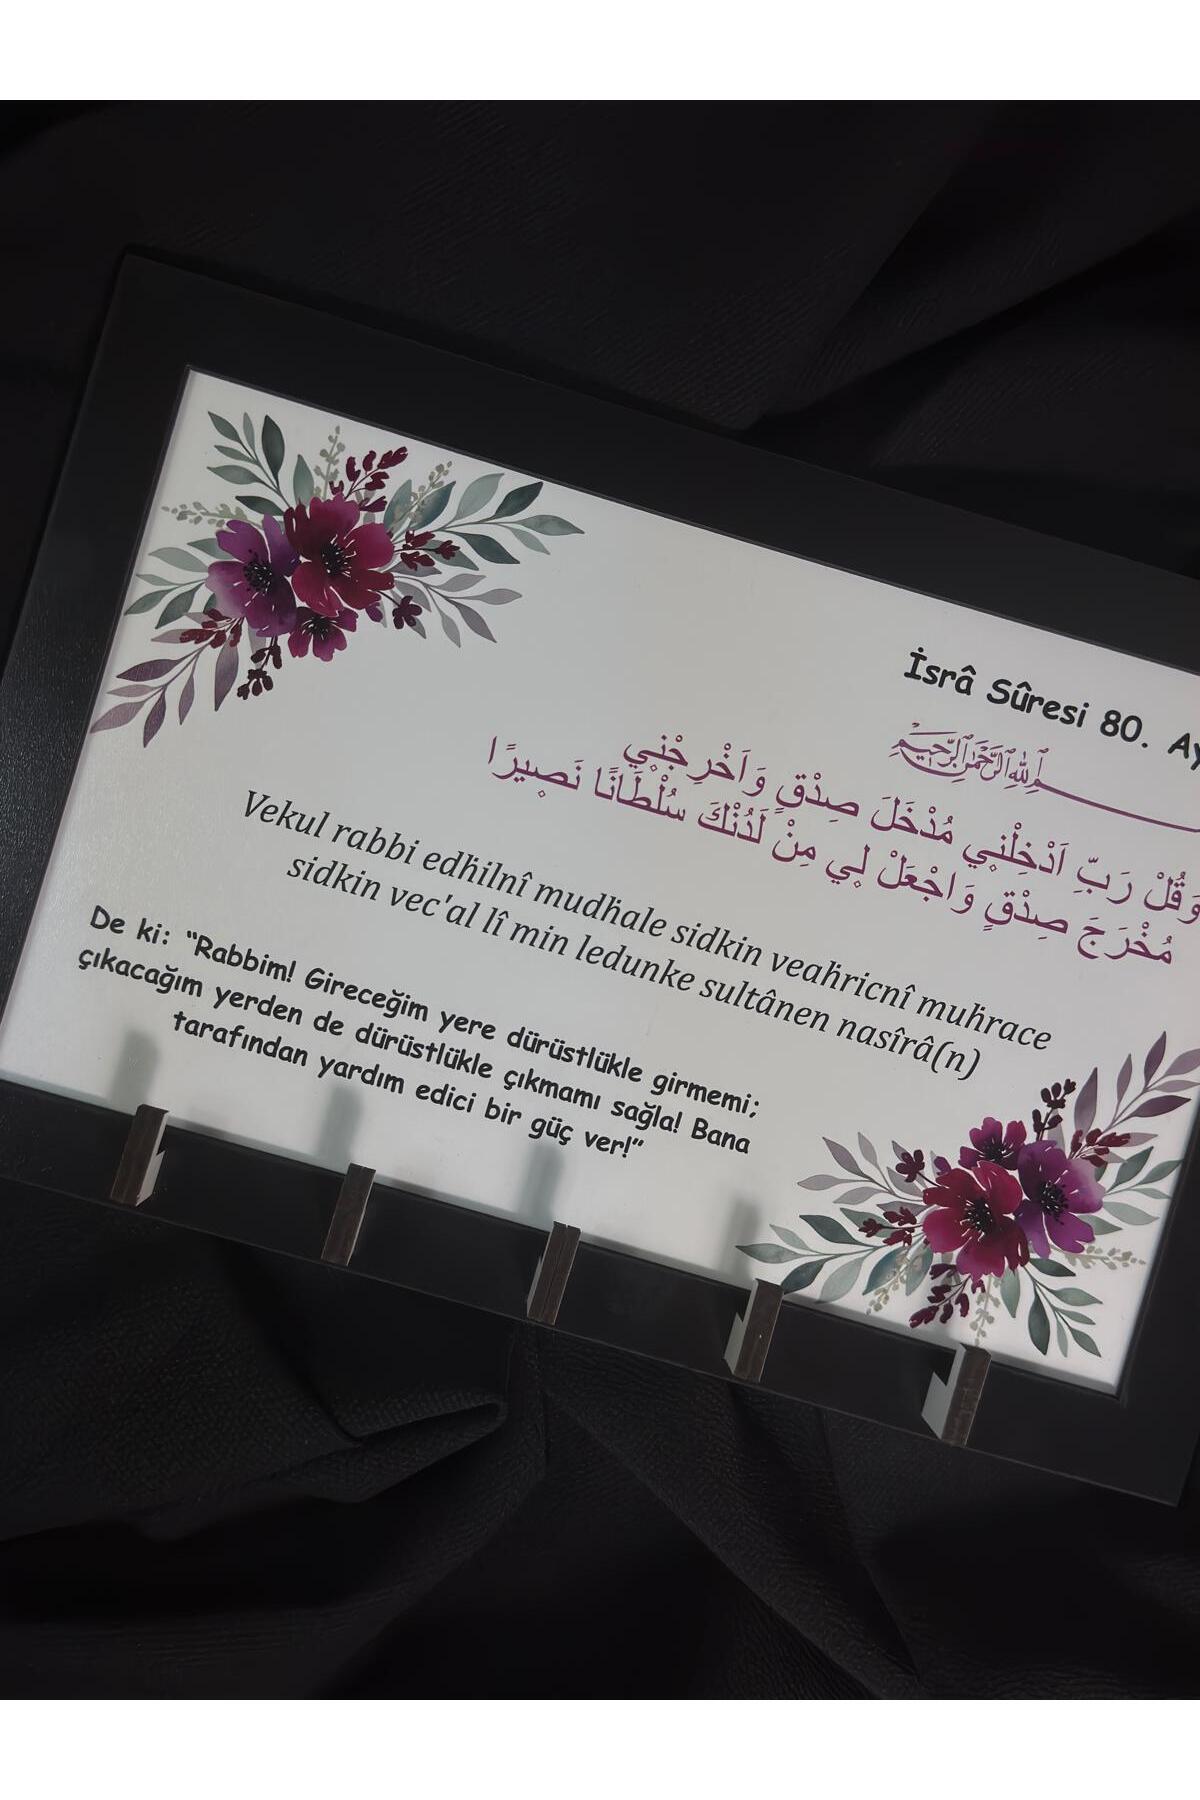 İsrâ Sûresi 80. Ay
بِسْمِ اللهِ الرَّحْمٰنِ الرَّحِيمِ
وَقُلْ رَبِّ اَدْخِلْنٖي مُدْخَلَ صِدْقٍ وَاَخْرِجْنٖي
مُخْرَجَ صِدْقٍ وَاجْعَلْ لٖي مِنْ لَدُنْكَ سُلْطَانًا نَصٖيرًا
Vekul rabbi edḣilnî mudḣale sidkin veaḣricnî muḣrace
sidkin vec'al lî min ledunke sultânen nasîrâ(n)
De ki: “Rabbim! Gireceğim yere dürüstlükle girmemi;
çıkacağım yerden de dürüstlükle çıkmamı sağla! Bana
tarafından yardım edici bir güç ver!”